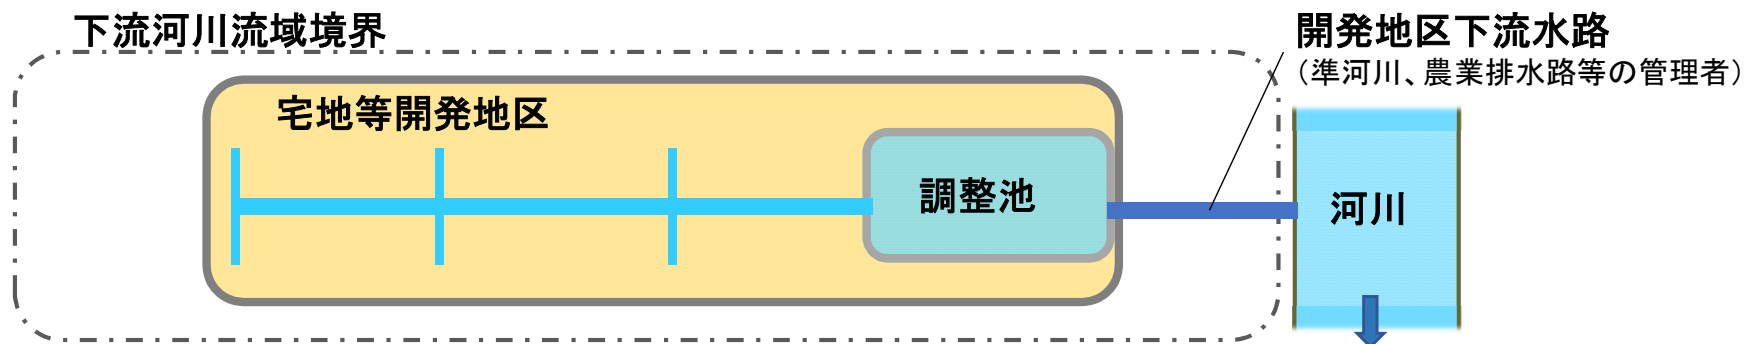 下流河川流域境界
開発地区下流水路
（準河川、農業排水路等の管理者）
宅地等開発地区
調整池
河川